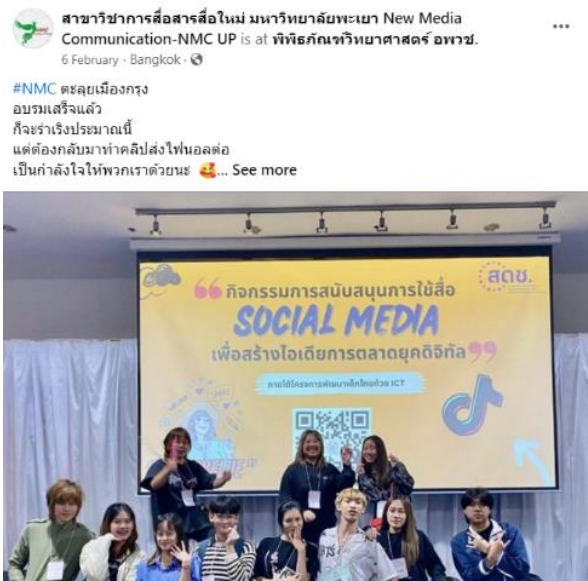 สาขาวิชาการสื่อสารสื่อใหม่ มหาวิทยาลัยพะเยา New Media
Communication-NMC UP is at พิพิธภัณฑ์วิทยาศาสตร์ อพวช.
6 February · Bangkok ·
#NMC ตะลุยเมืองกรุง
อบรมเสร็จแล้ว
ก็จะร่าเริงประมาณนี้
แต่ต้องกลับมาทำคลิปส่งไฟนอลต่อ
เป็นกำลังใจให้พวกเราด้วยนะ 🥰... See more
สดช.
“กิจกรรมการสนับสนุนการใช้สื่อ
SOCIAL MEDIA
เพื่อสร้างไอเดียการตลาดยุคดิจิทัล”
ภายใต้โครงการพัฒนาเด็กไทยด้วย ICT